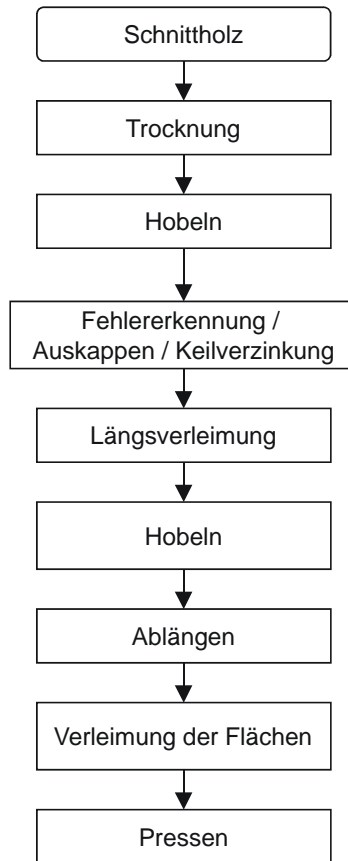 Schnittholz
Trocknung
Hobeln
Fehlererkennung /
Auskappen / Keilverzinkung
Längsverleimung
Hobeln
Ablängen
Verleimung der Flächen
Pressen